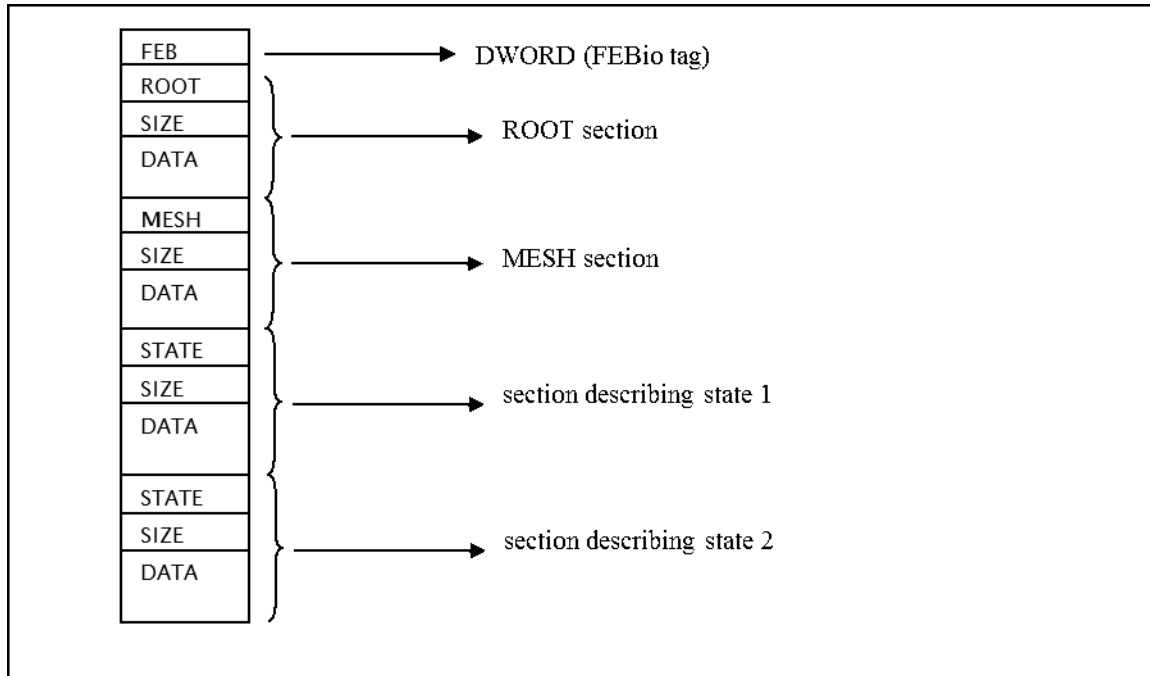 FEB
DWORD (FEBio tag)
ROOT
SIZE
DATA
ROOT section
MESH
SIZE
DATA
MESH section
STATE
SIZE
DATA
section describing state 1
STATE
SIZE
DATA
section describing state 2